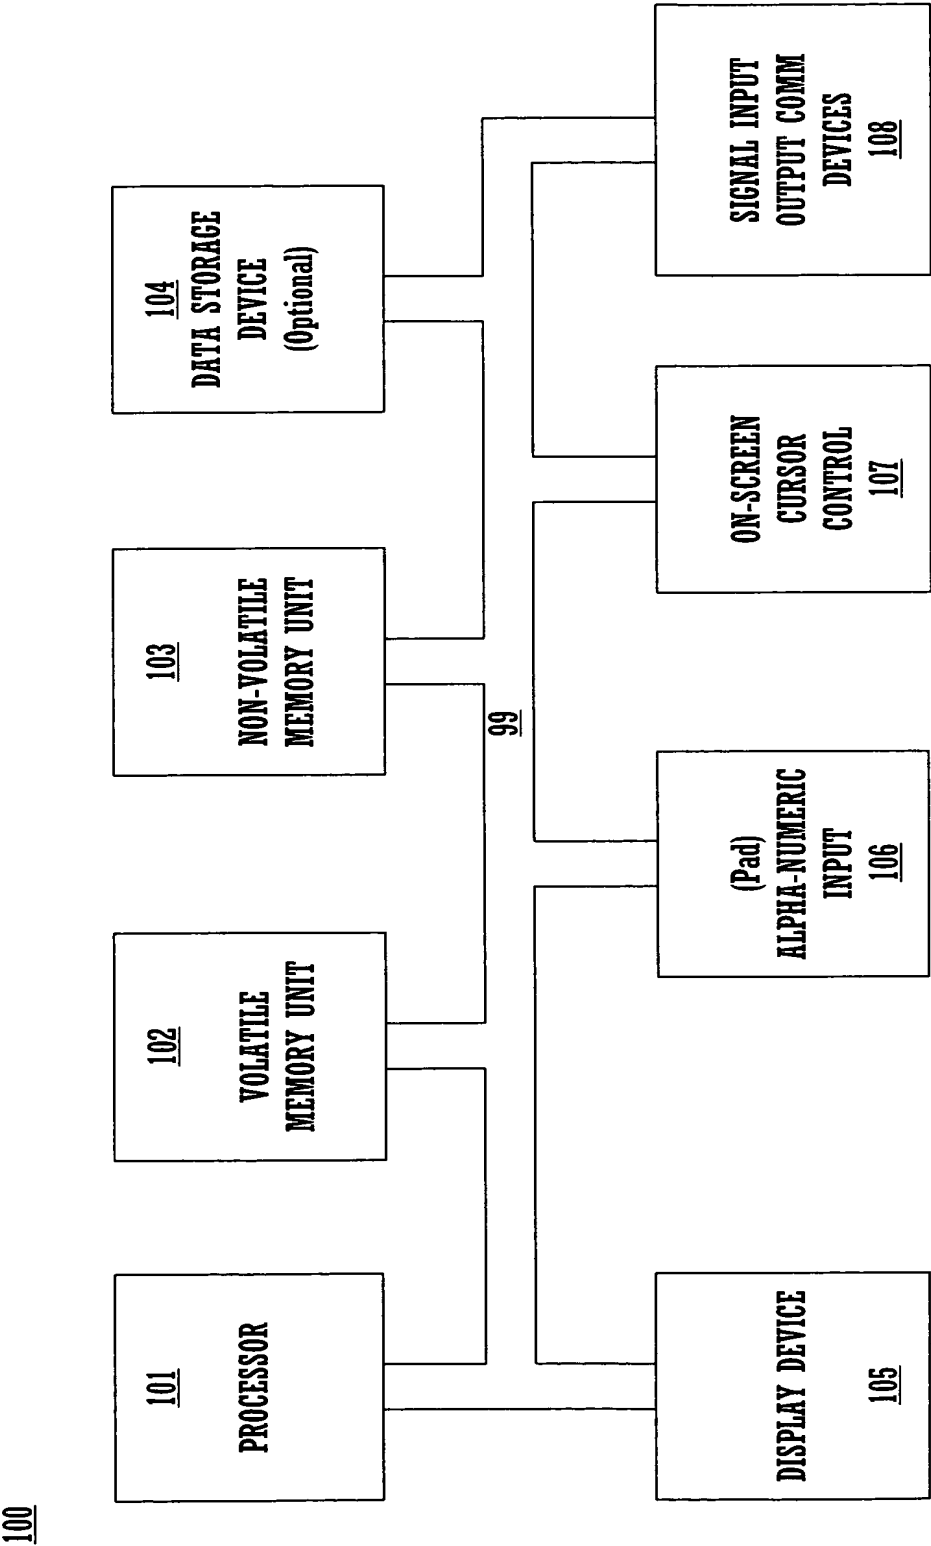 100
101
PROCESSOR
102
VOLATILE
MEMORY UNIT
103
NON-VOLATILE
MEMORY UNIT
104
DATA STORAGE
DEVICE
(Optional)
99
DISPLAY DEVICE
105
(Pad)
ALPHA-NUMERIC
INPUT
106
ON-SCREEN
CURSOR
CONTROL
107
SIGNAL INPUT
OUTPUT COMM
DEVICES
108